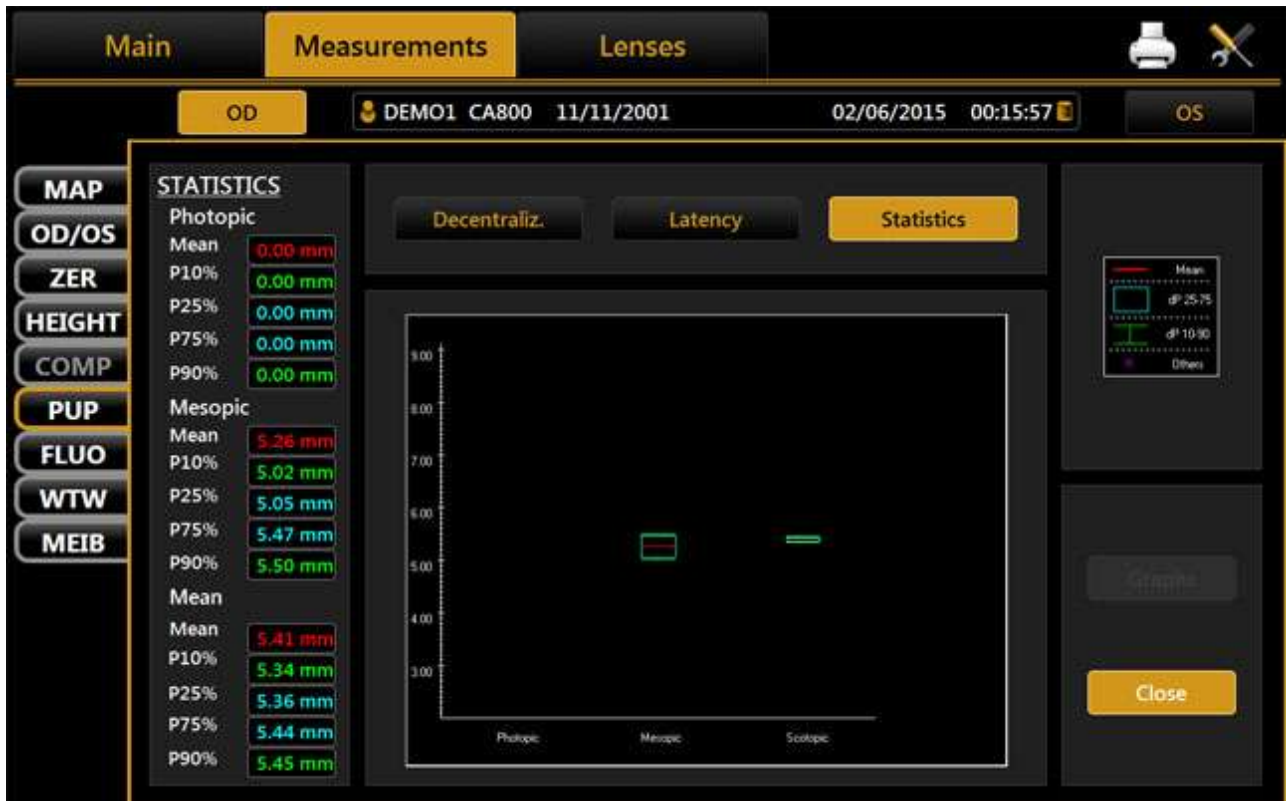 Main Measurements Lenses
OD DEMO1 CA800 11/11/2001 02/06/2015 00:15:57 OS
MAP
OD/OS
ZER
HEIGHT
COMP
PUP
FLUO
WTW
MEIB
STATISTICS
Photopic
Mean 0.00 mm
P10% 0.00 mm
P25% 0.00 mm
P75% 0.00 mm
P90% 0.00 mm
Mesopic
Mean 5.26 mm
P10% 5.02 mm
P25% 5.05 mm
P75% 5.47 mm
P90% 5.50 mm
Mean
Mean 5.41 mm
P10% 5.34 mm
P25% 5.36 mm
P75% 5.44 mm
P90% 5.45 mm
Decentraliz. Latency Statistics
9.00
8.00
7.00
6.00
5.00
4.00
3.00
Photopic Mesopic Scotopic
Mean
dP 25-75
dP 10-90
Others
Graphs
Close